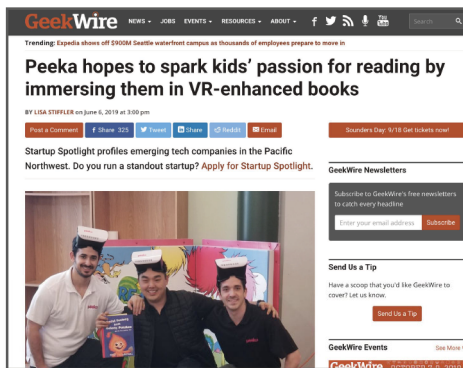 GeekWire
NEWS JOBS EVENTS RESOURCES ABOUT
You Tube
Search
Trending: Expedia shows off $900M Seattle waterfront campus as thousands of employees prepare to move in
Peeka hopes to spark kids' passion for reading by
immersing them in VR-enhanced books
BY LISA STIFFLER on June 6, 2019 at 3:00 pm
Post a Comment
Share 325
Tweet
Share
Reddit
Email
Startup Spotlight profiles emerging tech companies in the Pacific
Northwest. Do you run a standout startup? Apply for Startup Spotlight.
Sounders Day: 9/18 Get tickets now!
GeekWire Newsletters
Subscribe to GeekWire's free newsletters
to catch every headline
Enter your email address
Subscribe
Send Us a Tip
Have a scoop that you'd like GeekWire to
cover? Let us know.
Send Us a Tip
GeekWire Events
See More
GeekWire